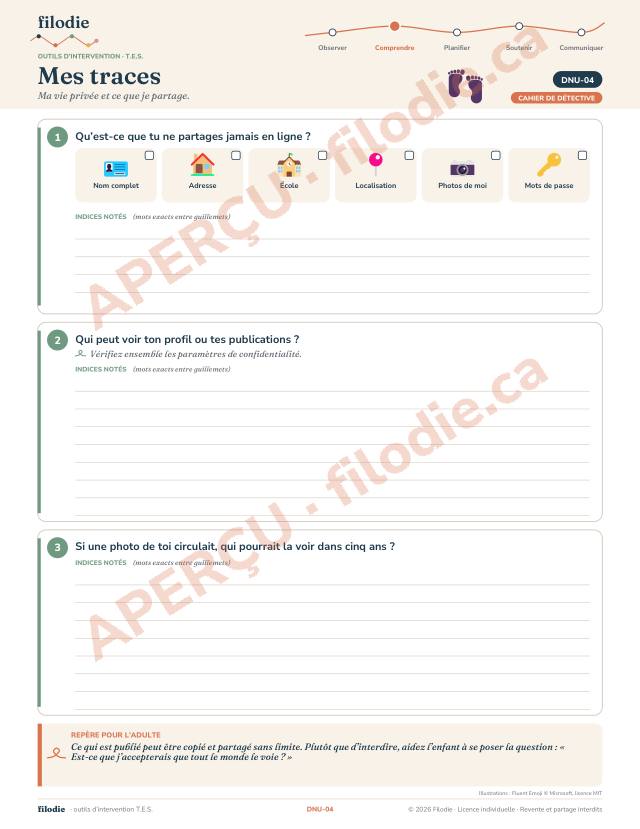 filodie
Observer Comprendre Planifier Soutenir Communiquer
OUTILS D'INTERVENTION · T.E.S.
Mes traces
Ma vie privée et ce que je partage.
DNU-04
CAHIER DE DÉTECTIVE
1 Qu'est-ce que tu ne partages jamais en ligne ?
Nom complet Adresse École Localisation Photos de moi Mots de passe
INDICES NOTÉS (mots exacts entre guillemets)
APERÇU · filodie.ca
2 Qui peut voir ton profil ou tes publications ?
Vérifiez ensemble les paramètres de confidentialité.
INDICES NOTÉS (mots exacts entre guillemets)
APERÇU · filodie.ca
3 Si une photo de toi circulait, qui pourrait la voir dans cinq ans ?
INDICES NOTÉS (mots exacts entre guillemets)
REPÈRE POUR L'ADULTE
Ce qui est publié peut être copié et partagé sans limite. Plutôt que d'interdire, aidez l'enfant à se poser la question : «
Est-ce que j'accepterais que tout le monde le voie ? »
Illustrations : Fluent Emoji © Microsoft, licence MIT
filodie · outils d'intervention T.E.S. DNU-04 © 2026 Filodie · Licence individuelle · Revente et partage interdits